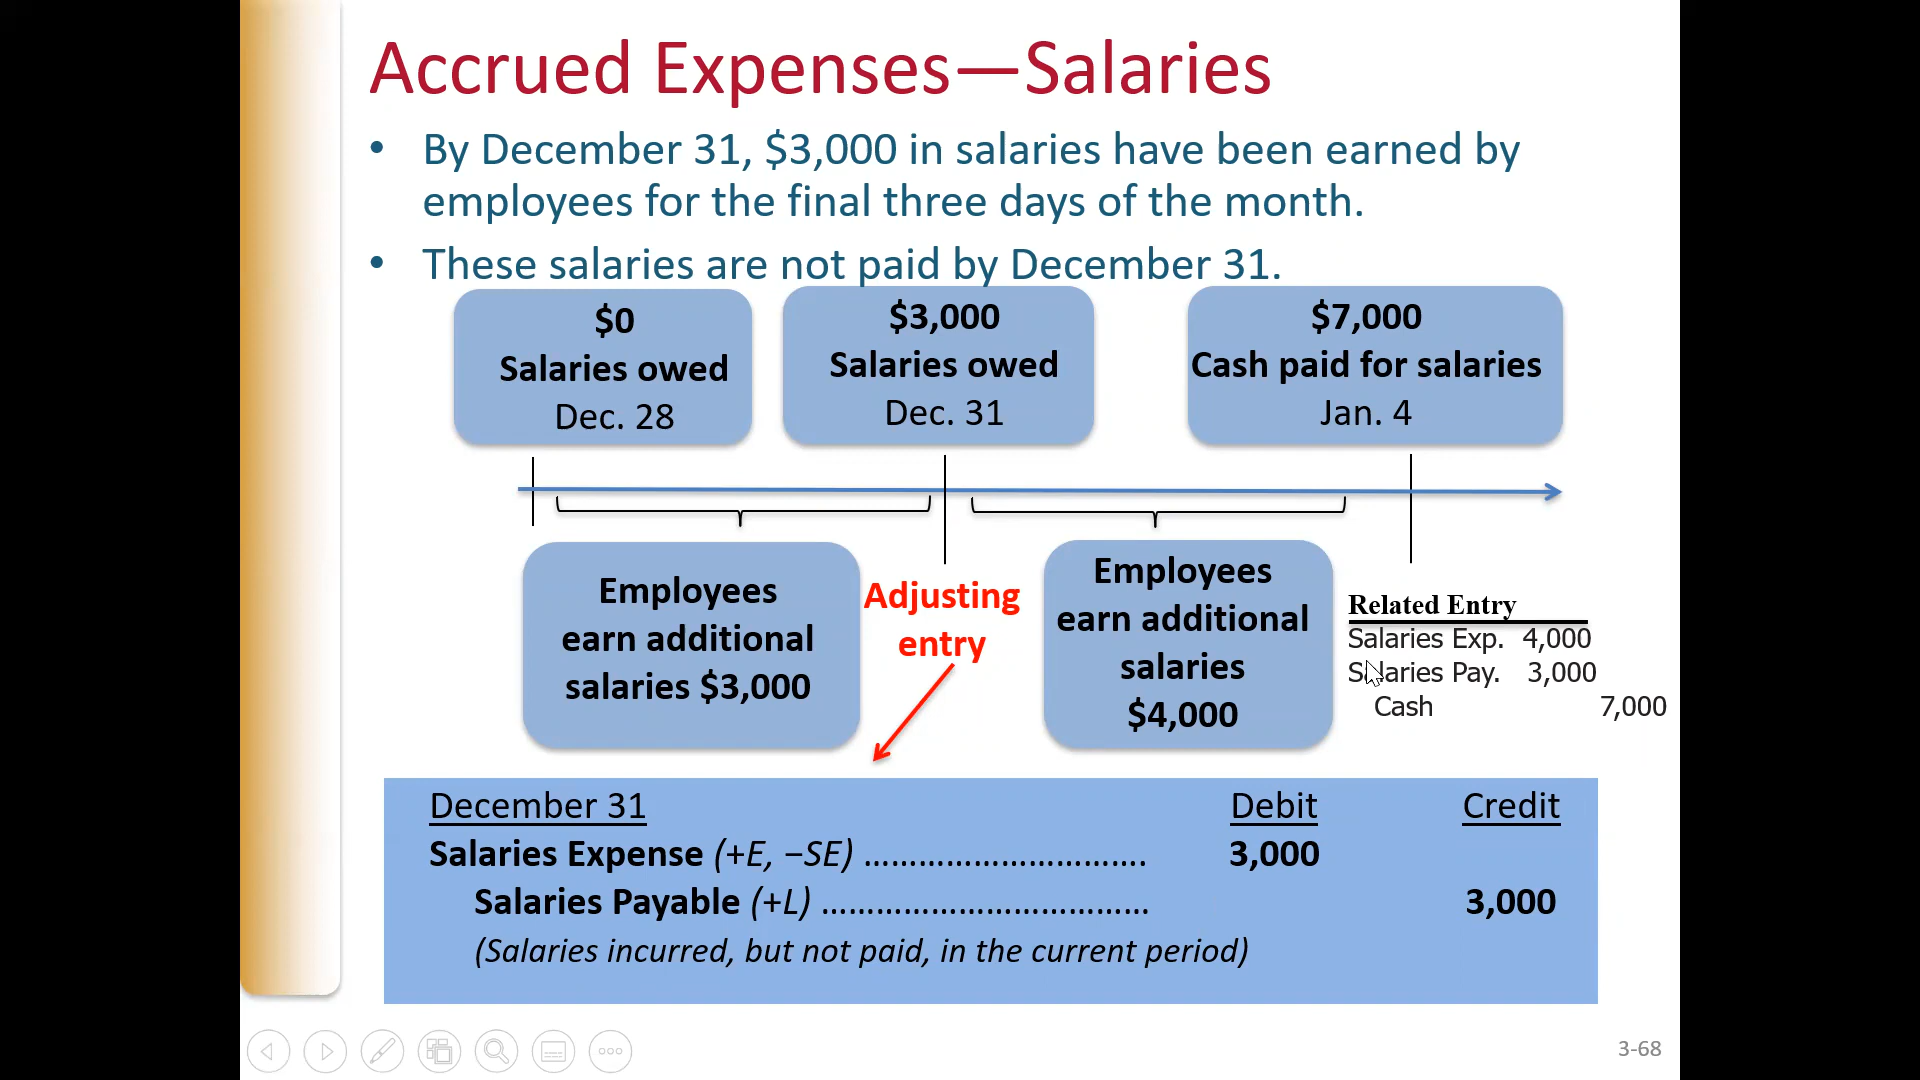 Accrued Expenses—Salaries
• By December 31, $3,000 in salaries have been earned by
employees for the final three days of the month.
• These salaries are not paid by December 31.
$0
Salaries owed
Dec. 28
$3,000
Salaries owed
Dec. 31
$7,000
Cash paid for salaries
Jan. 4
Employees
earn additional
salaries $3,000
Adjusting
entry
Employees
earn additional
salaries
$4,000
Related Entry
Salaries Exp. 4,000
Salaries Pay. 3,000
Cash 7,000
December 31 Debit Credit
Salaries Expense (+E, −SE) ………………………….. 3,000
Salaries Payable (+L) ……………………………… 3,000
(Salaries incurred, but not paid, in the current period)
3-68